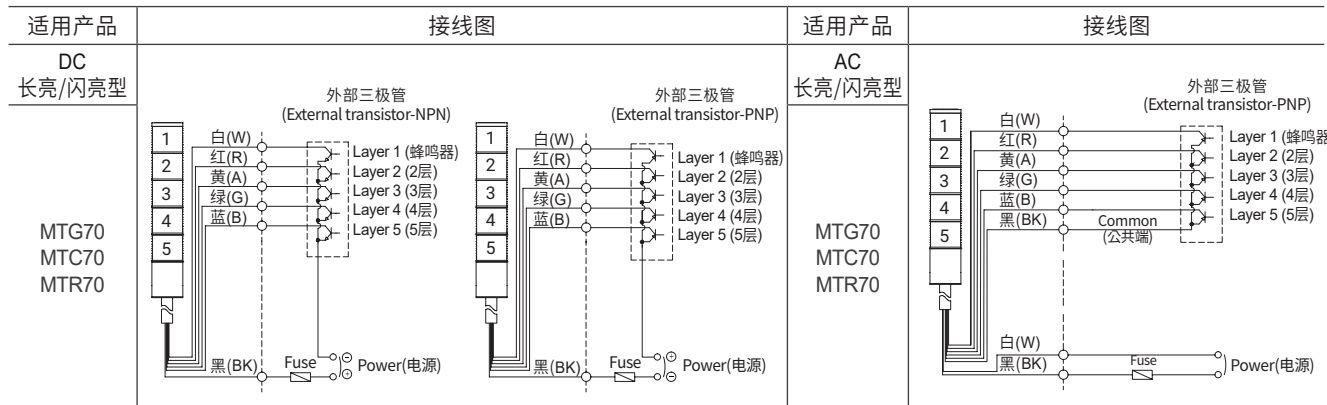 适用产品
接线图
适用产品
接线图
DC
长亮/闪亮型
MTG70
MTC70
MTR70
外部三极管
(External transistor-NPN)
1
2
3
4
5
白(W)
红(R)
黄(A)
绿(G)
蓝(B)
Layer 1 (蜂鸣器)
Layer 2 (2层)
Layer 3 (3层)
Layer 4 (4层)
Layer 5 (5层)
黑(BK)
Fuse
⊖
⊕
Power(电源)
外部三极管
(External transistor-PNP)
1
2
3
4
5
白(W)
红(R)
黄(A)
绿(G)
蓝(B)
Layer 1 (蜂鸣器)
Layer 2 (2层)
Layer 3 (3层)
Layer 4 (4层)
Layer 5 (5层)
黑(BK)
Fuse
⊕
⊖
Power(电源)
AC
长亮/闪亮型
MTG70
MTC70
MTR70
外部三极管
(External transistor-PNP)
1
2
3
4
5
白(W)
红(R)
黄(A)
绿(G)
蓝(B)
黑(BK)
Common
(公共端)
Layer 1 (蜂鸣器
Layer 2 (2层)
Layer 3 (3层)
Layer 4 (4层)
Layer 5 (5层)
白(W)
黑(BK)
Fuse
Power(电源)